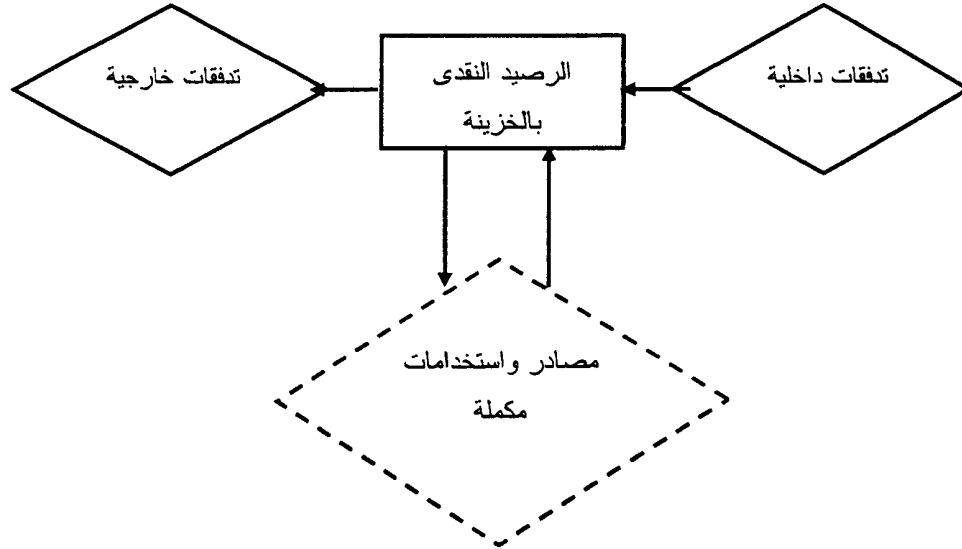 تدفقات داخلية
الرصيد النقدى
بالخزينة
تدفقات خارجية
مصادر واستخدامات
مكملة